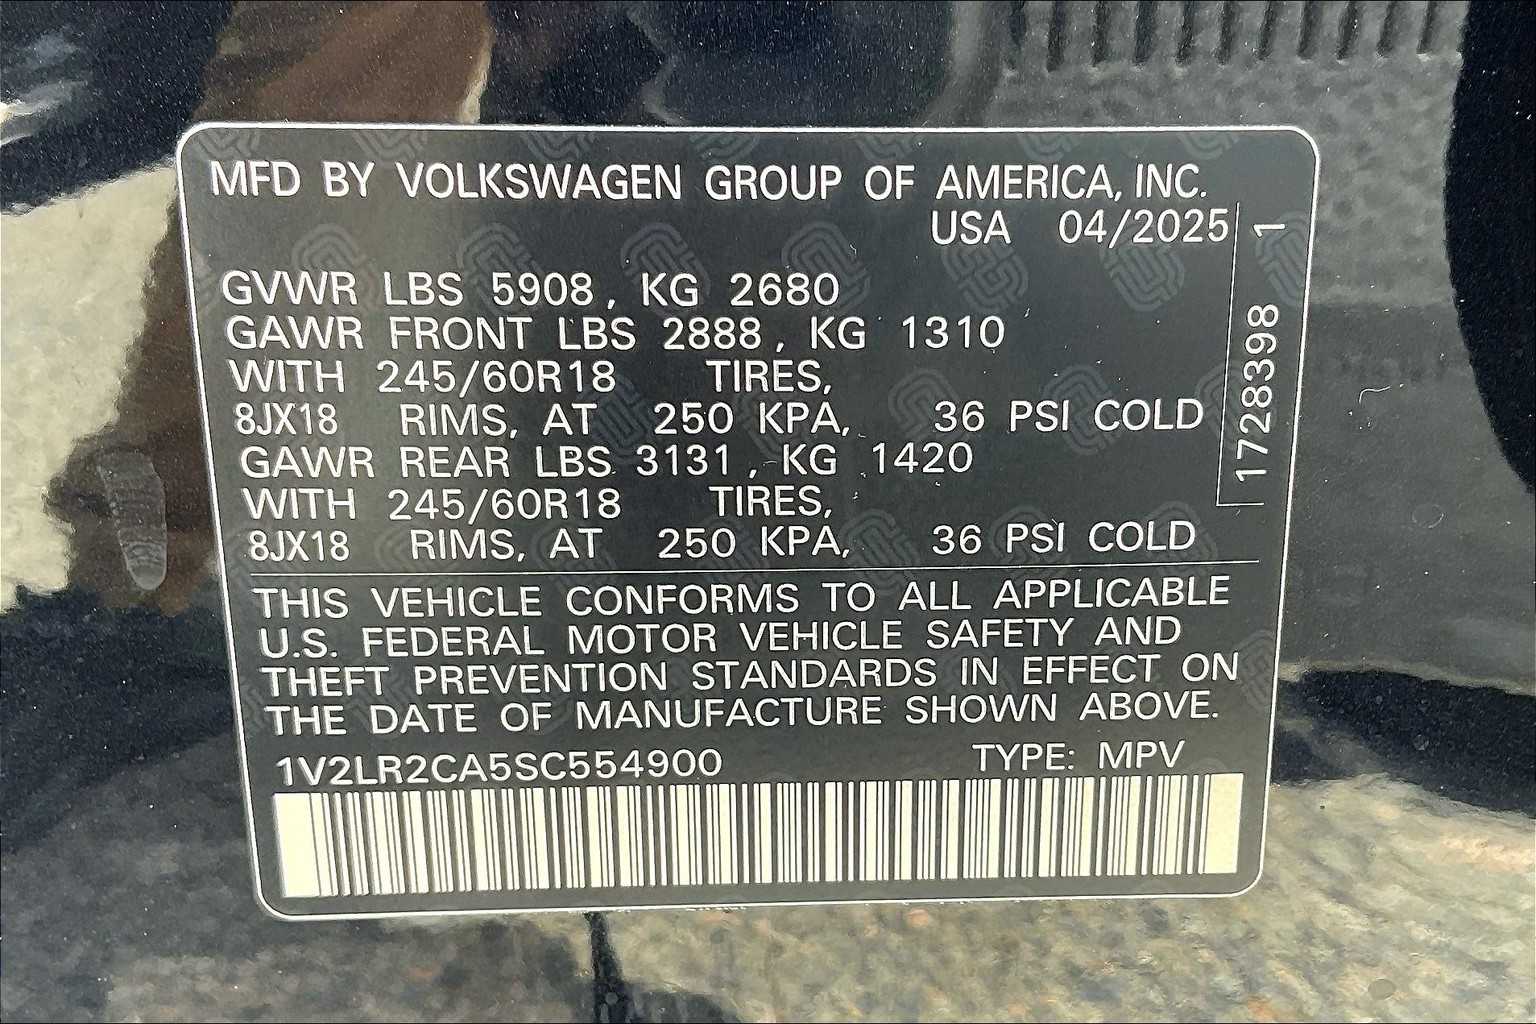 MFD BY VOLKSWAGEN GROUP OF AMERICA, INC.
USA 04/2025
1728398 1
GVWR LBS 5908, KG 2680
GAWR FRONT LBS 2888, KG 1310
WITH 245/60R18 TIRES,
8JX18 RIMS, AT 250 KPA, 36 PSI COLD
GAWR REAR LBS 3131, KG 1420
WITH 245/60R18 TIRES,
8JX18 RIMS, AT 250 KPA, 36 PSI COLD
THIS VEHICLE CONFORMS TO ALL APPLICABLE
U.S. FEDERAL MOTOR VEHICLE SAFETY AND
THEFT PREVENTION STANDARDS IN EFFECT ON
THE DATE OF MANUFACTURE SHOWN ABOVE.
1V2LR2CA5SC554900 TYPE: MPV